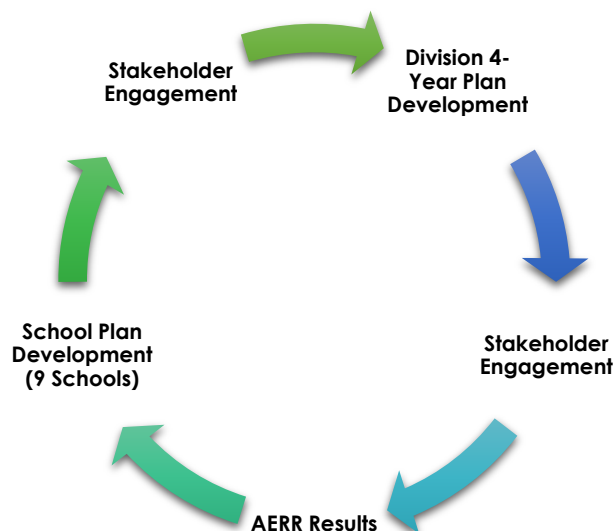 Stakeholder
Engagement
Division 4-
Year Plan
Development
Stakeholder
Engagement
AERR Results
School Plan
Development
(9 Schools)